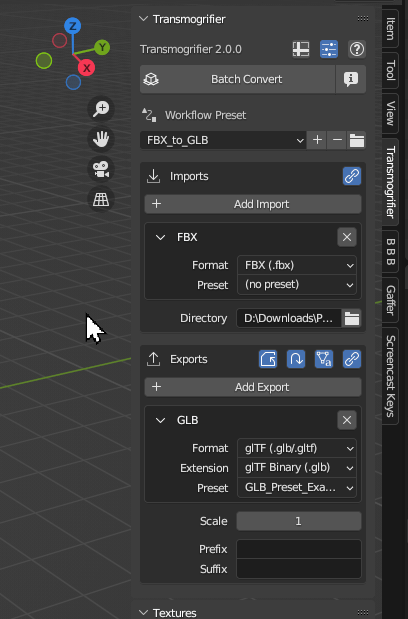 Transmogrifier
Transmogrifier 2.0.0
Batch Convert
Workflow Preset
FBX_to_GLB
Imports
Add Import
FBX
Format FBX (.fbx)
Preset (no preset)
Directory D:\Downloads\P...
Exports
Add Export
GLB
Format glTF (.glb/.gltf)
Extension glTF Binary (.glb)
Preset GLB_Preset_Exa...
Scale 1
Prefix
Suffix
Textures
Z
Y
X
Item
Tool
View
Transmogrifier
B B B
Gaffer
Screencast Keys